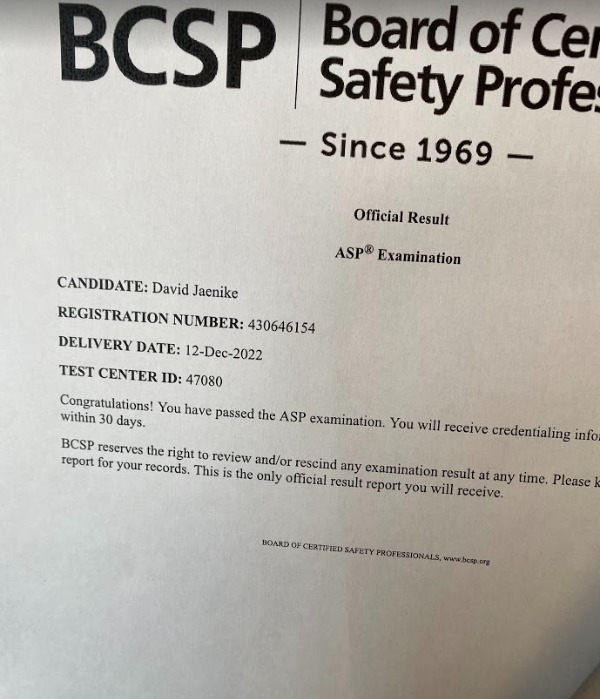 BCSP
Board of Cer
Safety Profes
— Since 1969 —
Official Result
ASP® Examination
CANDIDATE: David Jaenike
REGISTRATION NUMBER: 430646154
DELIVERY DATE: 12-Dec-2022
TEST CENTER ID: 47080
Congratulations! You have passed the ASP examination. You will receive credentialing infor
within 30 days.
BCSP reserves the right to review and/or rescind any examination result at any time. Please k
report for your records. This is the only official result report you will receive.
BOARD OF CERTIFIED SAFETY PROFESSIONALS, www.bcsp.org